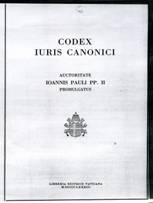 CODEX
IURIS CANONICI
AUCTORITATE
IOANNIS PAULI PP. II
PROMULGATUS
LIBRERIA EDITRICE VATICANA